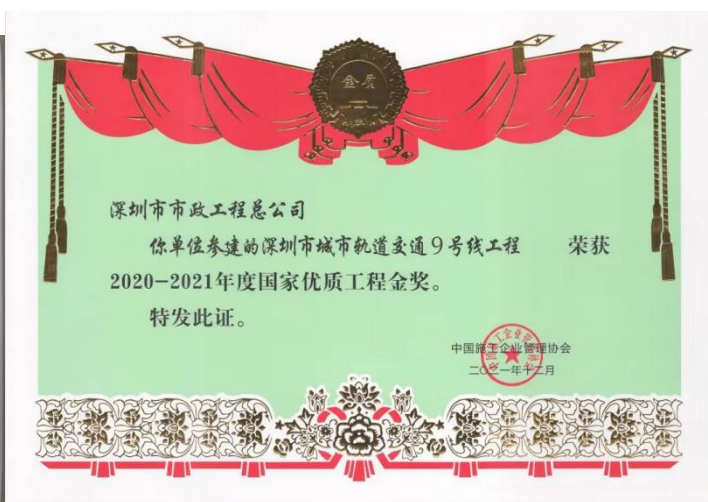 金质
深圳市市政工程总公司
你单位参建的深圳市城市轨道交通9号线工程 荣获
2020-2021年度国家优质工程金奖。
特发此证。
中国施工企业管理协会
二〇二一年十二月